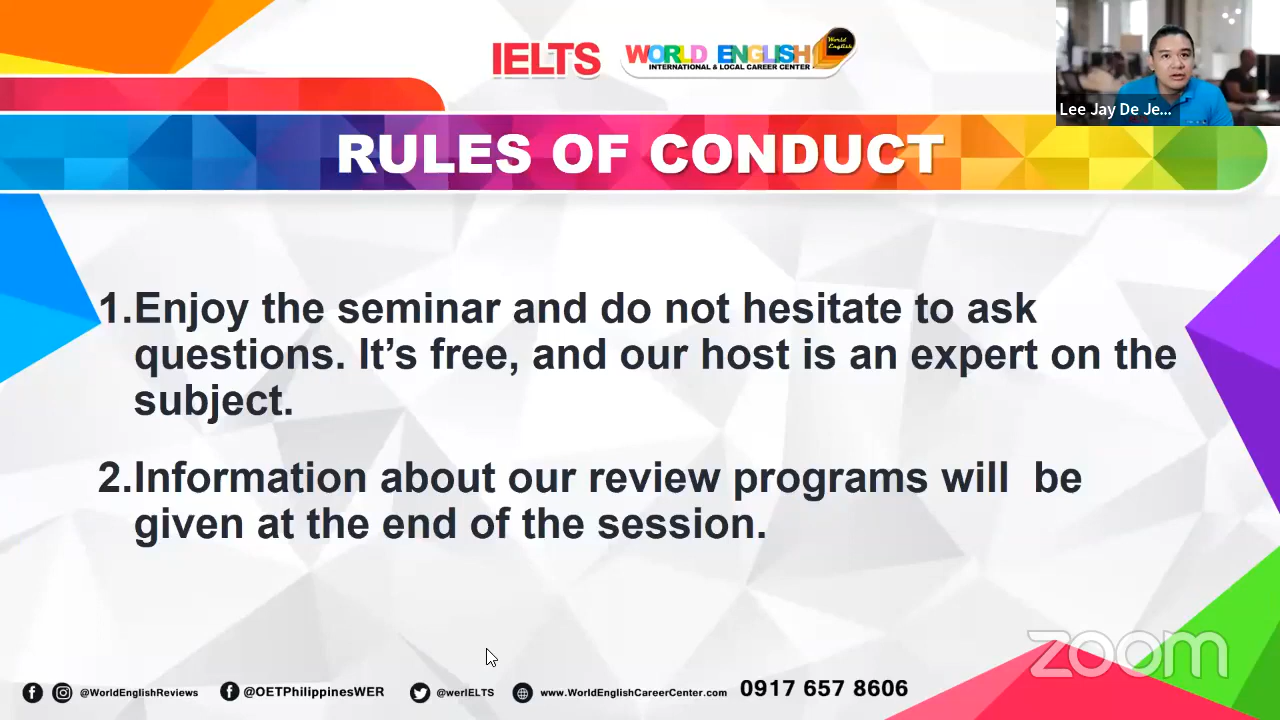 IELTS
WORLD ENGLISH
INTERNATIONAL & LOCAL CAREER CENTER
World
English
Lee Jay De Je...
RULES OF CONDUCT
1.Enjoy the seminar and do not hesitate to ask
questions. It’s free, and our host is an expert on the
subject.
2.Information about our review programs will  be
given at the end of the session.
zoom
@WorldEnglishReviews
@OETPhilippinesWER
@werIELTS
www.WorldEnglishCareerCenter.com
0917 657 8606